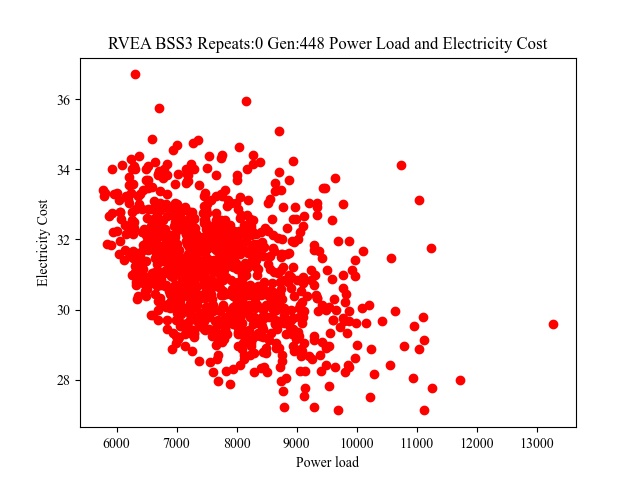 RVEA BSS3 Repeats:0 Gen:448 Power Load and Electricity Cost
36
34
32
30
28
Electricity Cost
6000 7000 8000 9000 10000 11000 12000 13000
Power load